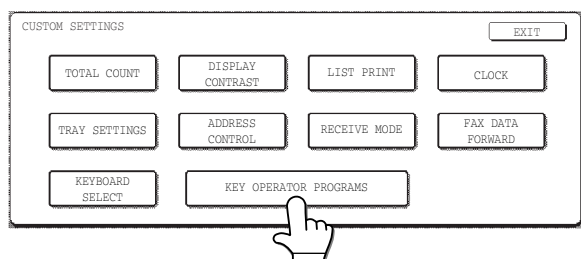 CUSTOM SETTINGS
EXIT
TOTAL COUNT
DISPLAY
CONTRAST
LIST PRINT
CLOCK
TRAY SETTINGS
ADDRESS
CONTROL
RECEIVE MODE
FAX DATA
FORWARD
KEYBOARD
SELECT
KEY OPERATOR PROGRAMS